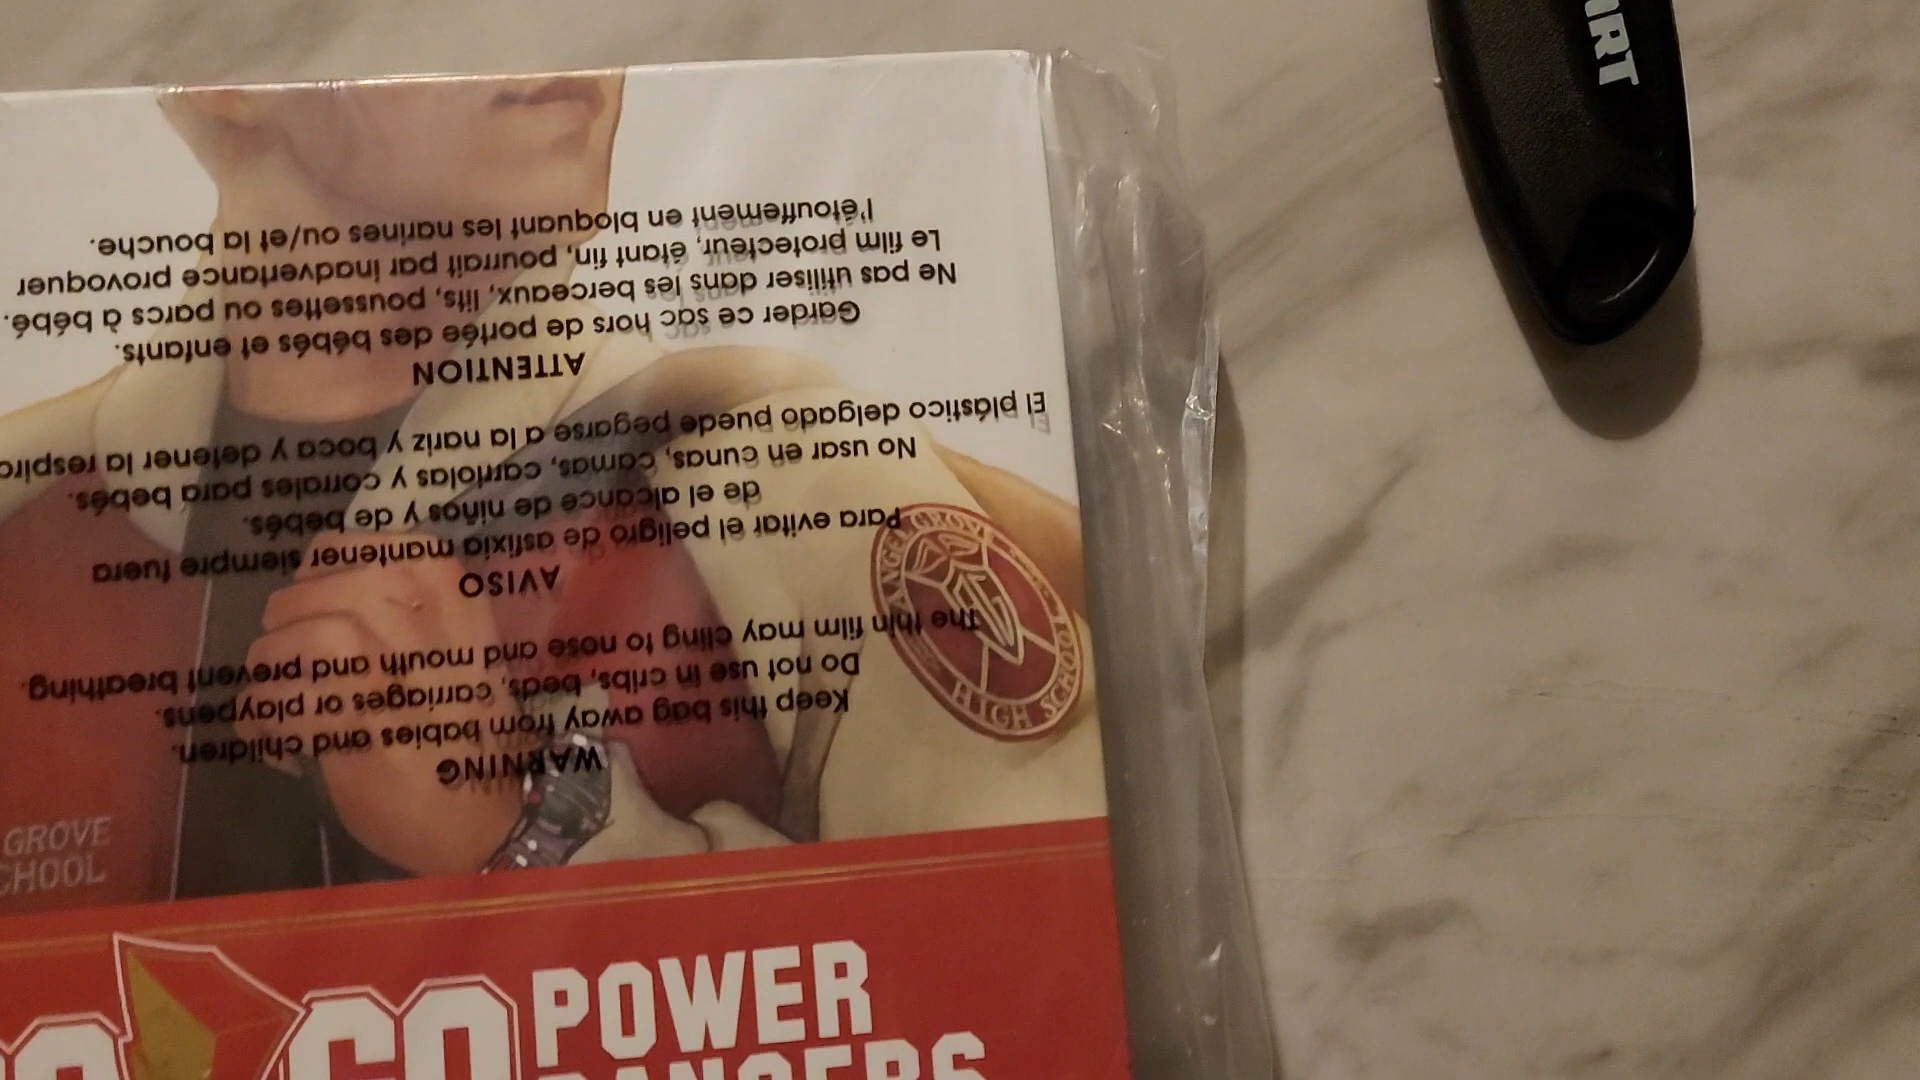 WARNING
Keep this bag away from babies and children.
Do not use in cribs, beds, carriages or playpens.
The thin film may cling to nose and mouth and prevent breathing.
AVISO
Para evitar el peligro de asfixia mantener siempre fuera
de el alcance de niños y de bebés.
No usar en cunas, camas, carriolas y corrales para bebés.
El plástico delgado puede pegarse a la nariz y boca y detener la respira
ATTENTION
Garder ce sac hors de portée des bébés et enfants.
Ne pas utiliser dans les berceaux, lits, poussettes ou parcs à bébé.
Le film protecteur, étant fin, pourrait par inadvertance provoquer
l'étouffement en bloquant les narines ou/et la bouche.
ANGEL GROVE
HIGH SCHOOL
GROVE
CHOOL
GO
POWER
RANGERS
ART